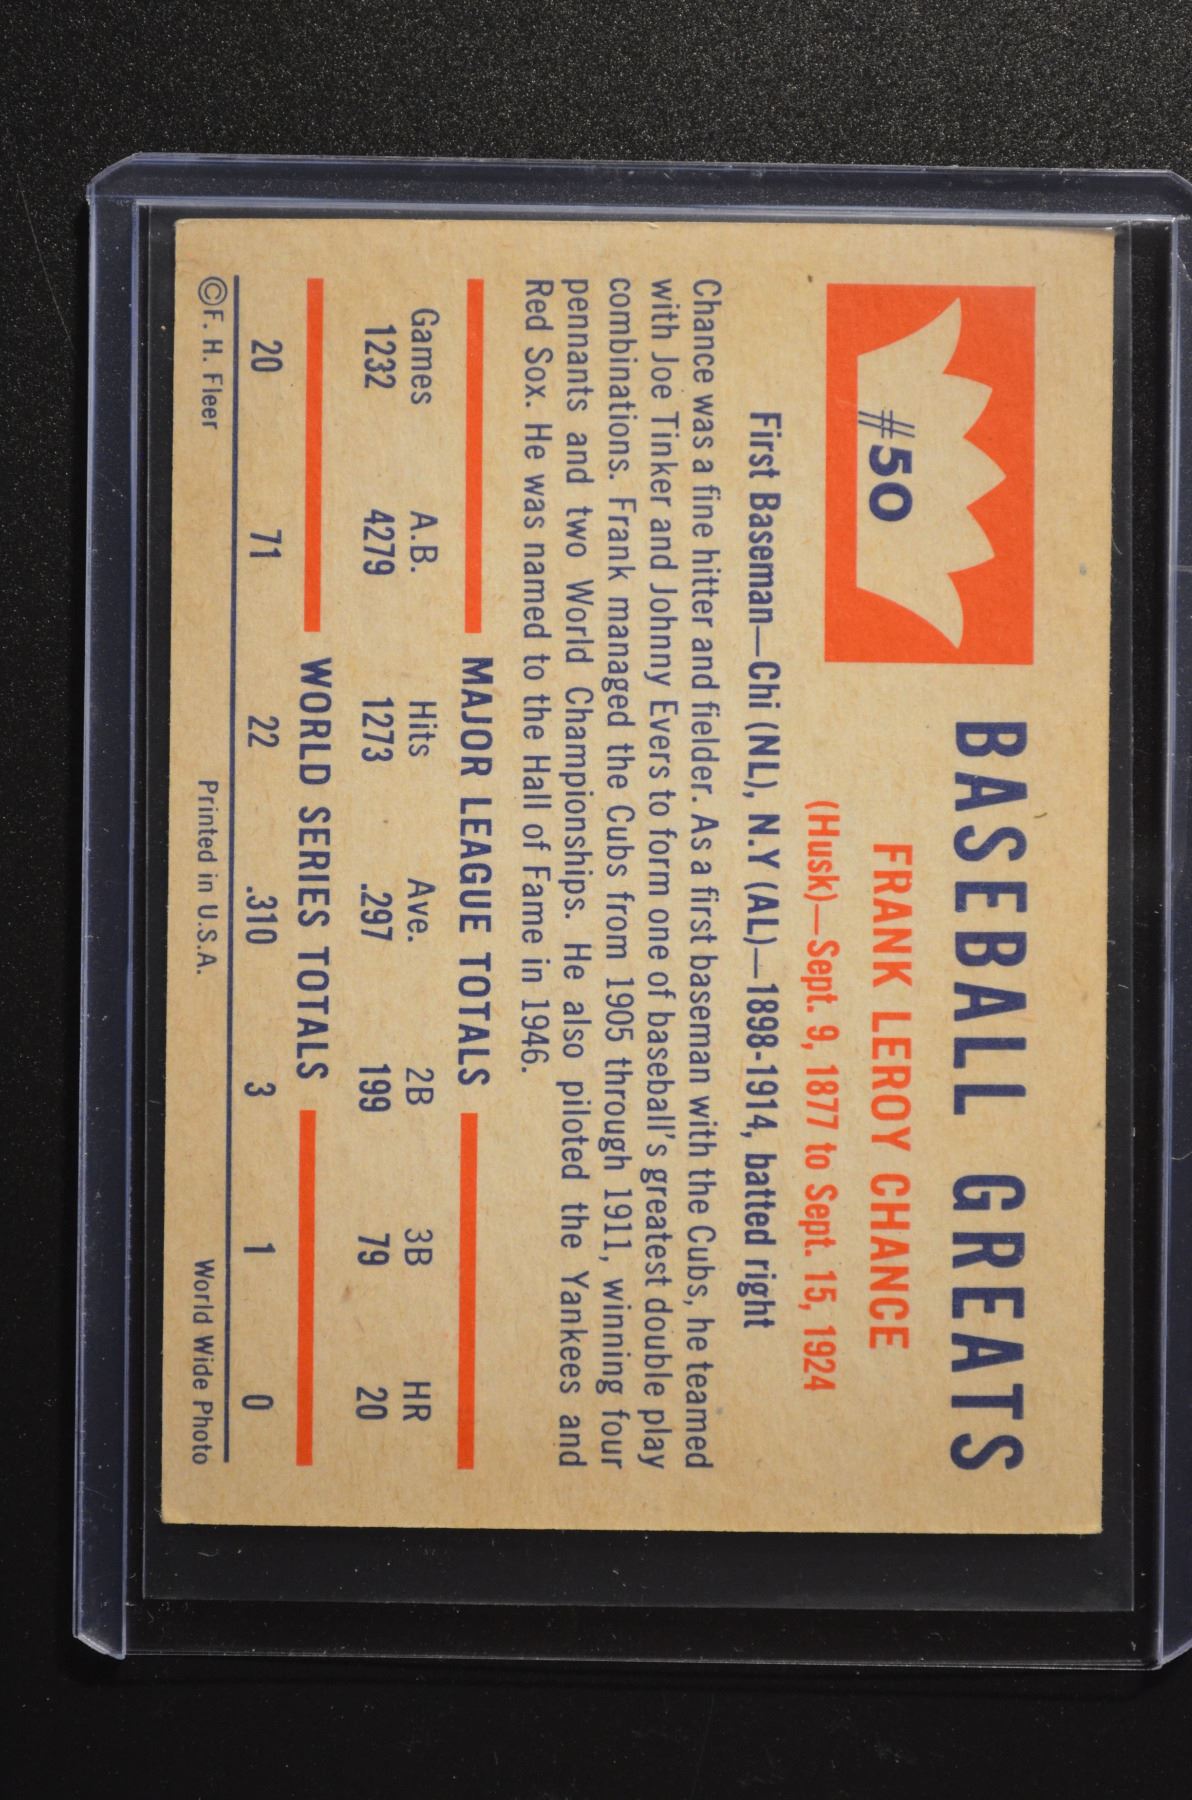 #50
BASEBALL GREATS
FRANK LEROY CHANCE
(Husk)—Sept. 9, 1877 to Sept. 15, 1924
First Baseman—Chi (NL), N.Y (AL)—1898-1914, batted right
Chance was a fine hitter and fielder. As a first baseman with the Cubs, he teamed
with Joe Tinker and Johnny Evers to form one of baseball's greatest double play
combinations. Frank managed the Cubs from 1905 through 1911, winning four
pennants and two World Championships. He also piloted the Yankees and
Red Sox. He was named to the Hall of Fame in 1946.
MAJOR LEAGUE TOTALS
Games A.B. Hits Ave. 2B 3B HR
1232 4279 1273 .297 199 79 20
WORLD SERIES TOTALS
20 71 22 .310 3 1 0
©F. H. Fleer Printed in U.S.A. World Wide Photo